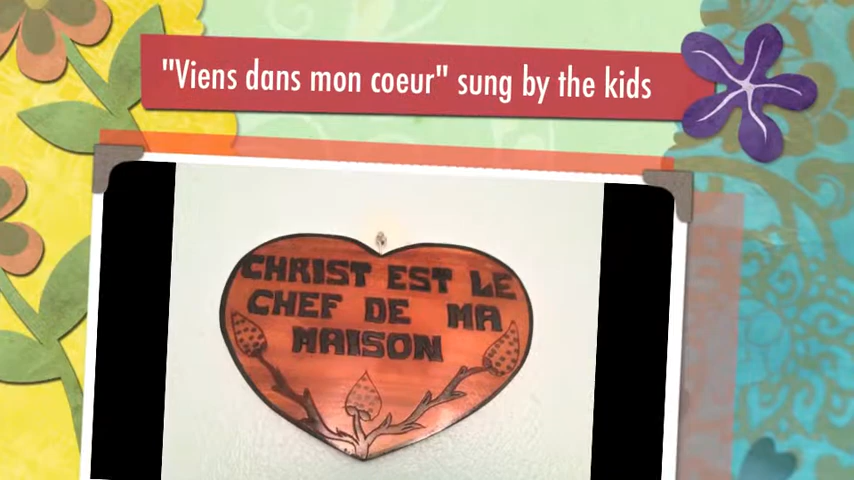 "Viens dans mon coeur" sung by the kids
CHRIST EST LE
CHEF DE MA
MAISON